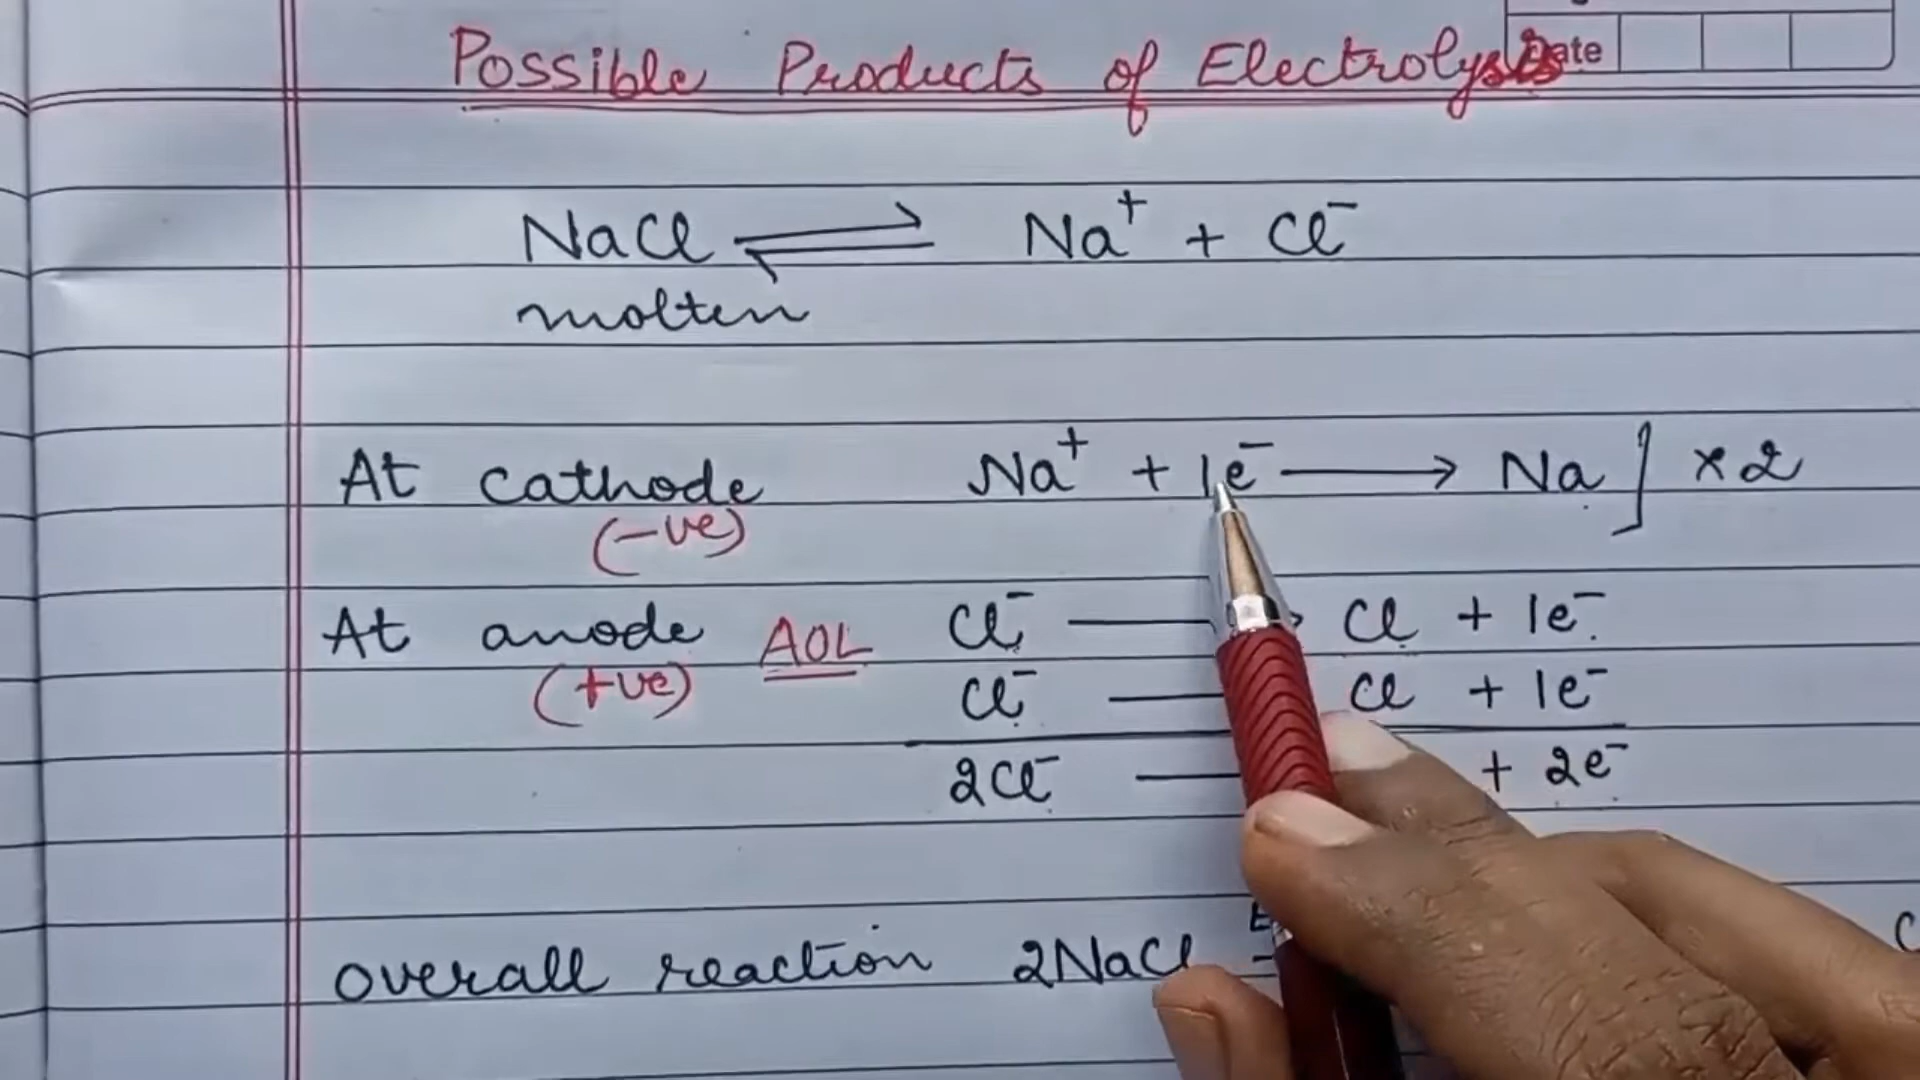 Date
Possible Products of Electrolysis
NaCl ⇌ Na⁺ + Cl⁻
molten
At cathode Na⁺ + 1e⁻ ⟶ Na ] × 2
(-ve)
At anode AOL Cl⁻ ⟶ Cl + 1e⁻
(+ve) Cl⁻ — Cl + 1e⁻
2Cl⁻ — + 2e⁻
Overall reaction 2NaCl